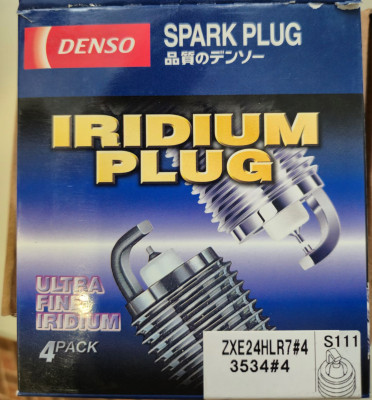 DENSO
SPARK PLUG
品質のデンソー
IRIDIUM
PLUG
ULTRA
FINE
IRIDIUM
4PACK
ZXE24HLR7#4
3534#4
S111